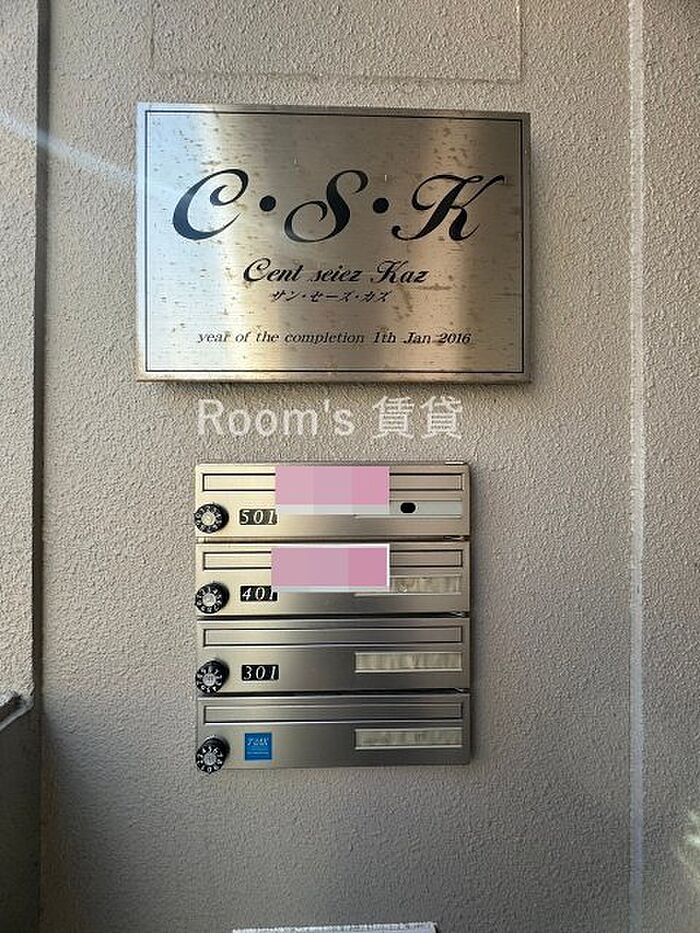 C·S·K
Cent seiez Kaz
サン・セーズ・カズ
year of the completion 1th Jan 2016
Room's 賃貸
501
401
301